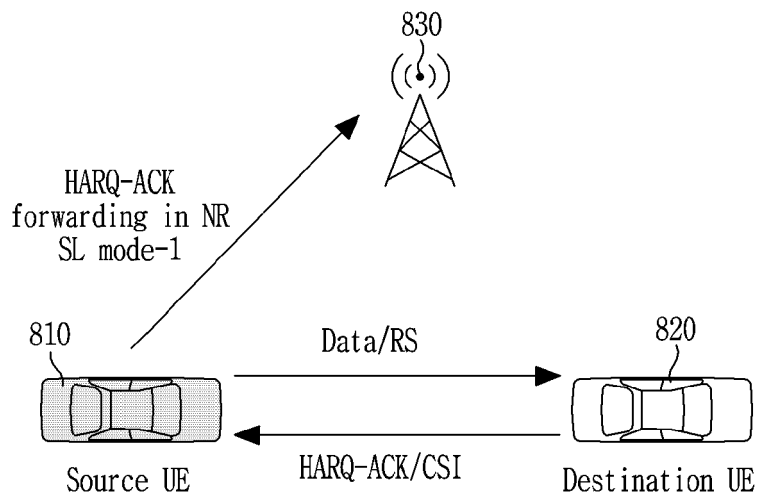 830
HARQ-ACK
forwarding in NR
SL mode-1
810
Data/RS
820
HARQ-ACK/CSI
Source UE
Destination UE